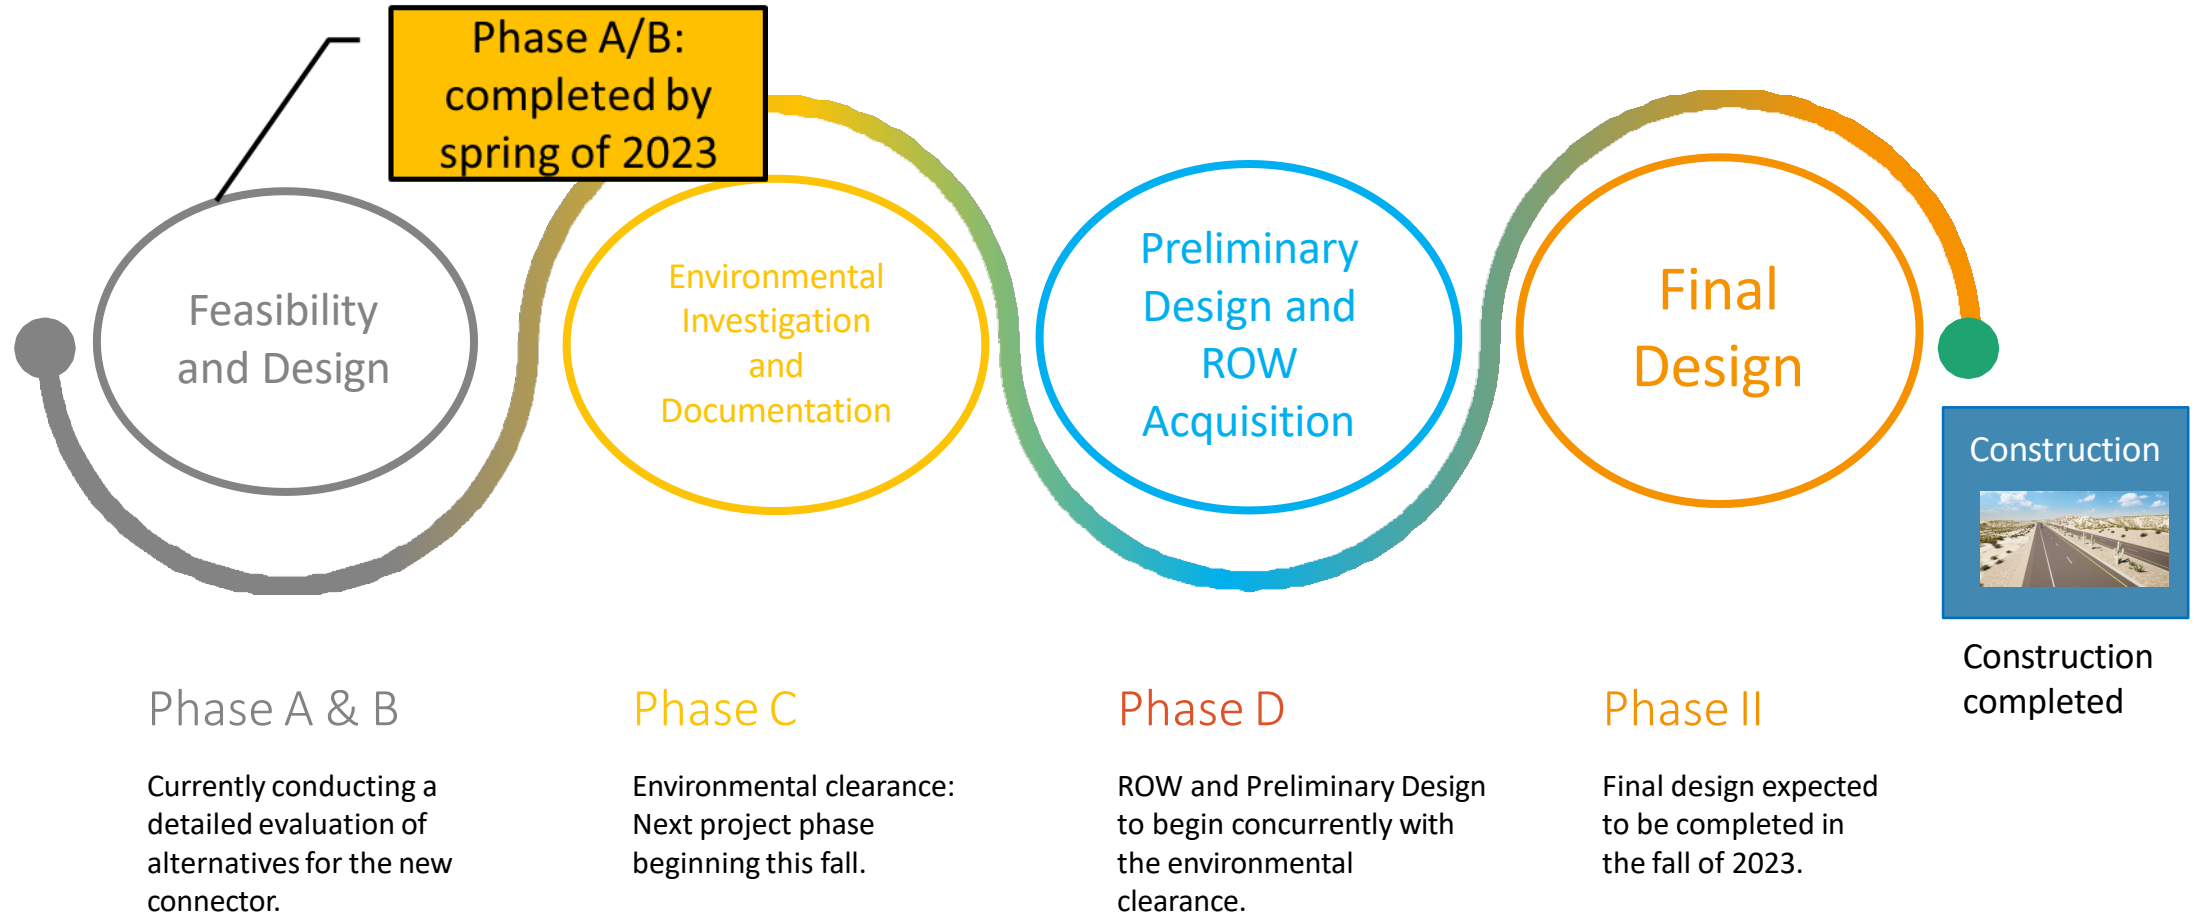 Phase A/B:
completed by
spring of 2023
Feasibility
and Design
Environmental
Investigation
and
Documentation
Preliminary
Design and
ROW
Acquisition
Final
Design
Construction
Construction
completed
Phase A & B
Currently conducting a
detailed evaluation of
alternatives for the new
connector.
Phase C
Environmental clearance:
Next project phase
beginning this fall.
Phase D
ROW and Preliminary Design
to begin concurrently with
the environmental
clearance.
Phase II
Final design expected
to be completed in
the fall of 2023.